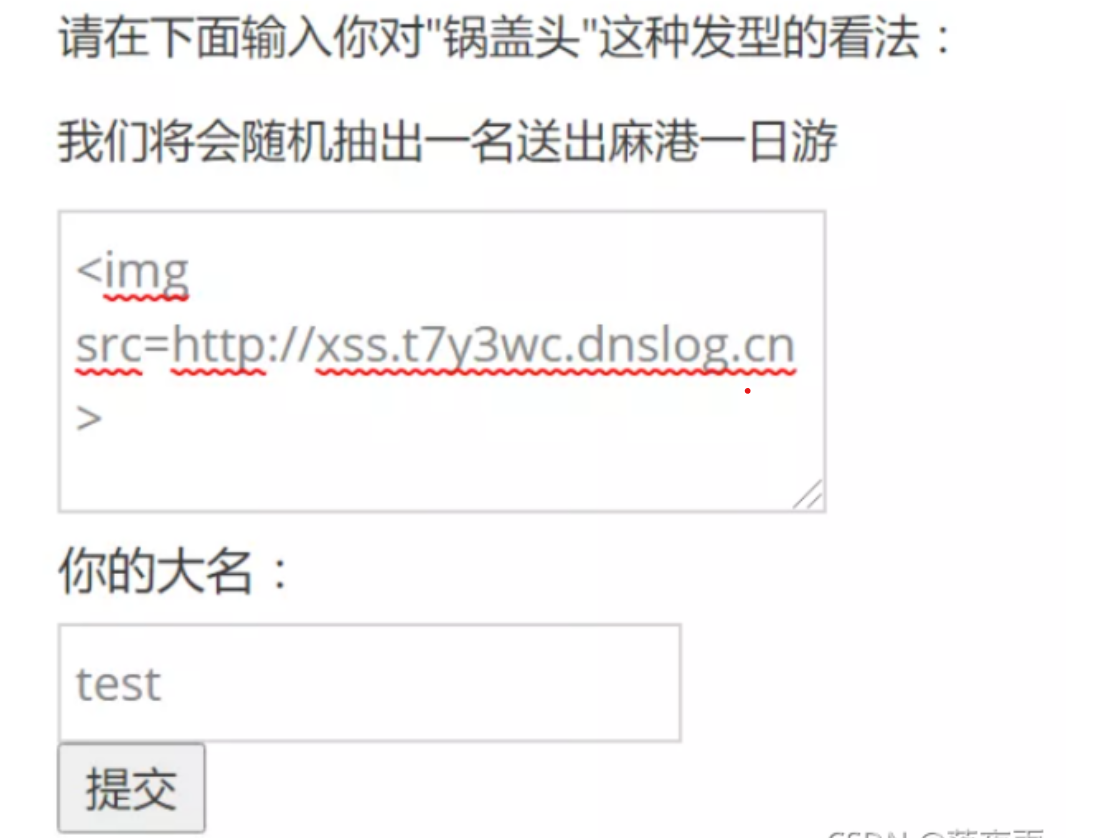 请在下面输入你对"锅盖头"这种发型的看法：
我们将会随机抽出一名送出麻港一日游
<img
src=http://xss.t7y3wc.dnslog.cn
>
你的大名：
test
提交